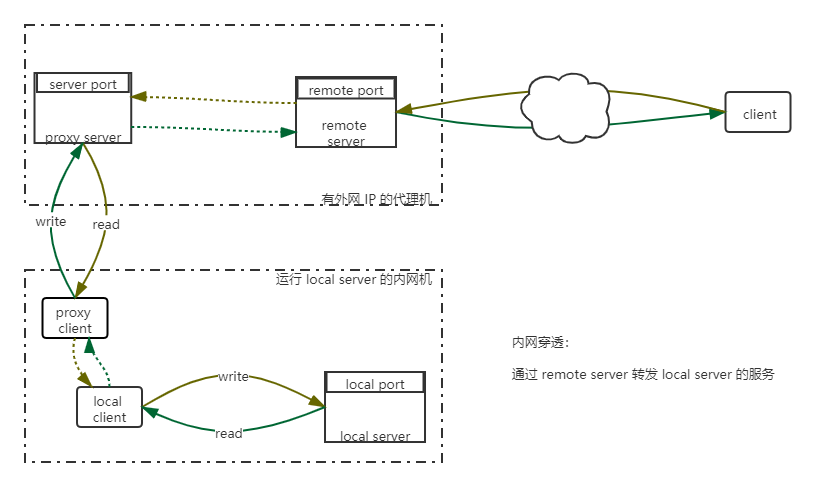 server port
proxy server
remote port
remote
server
client
有外网 IP 的代理机
write
read
运行 local server 的内网机
proxy
client
local
client
write
read
local port
local server
内网穿透：
通过 remote server 转发 local server 的服务